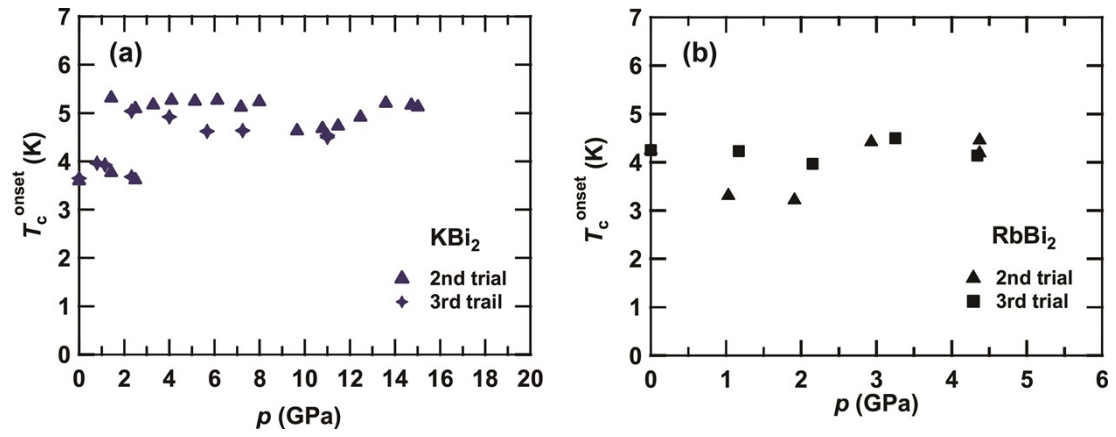 (a)
7
6
5
4
3
2
1
0
T_c^onset (K)
KBi₂
2nd trial
3rd trail
0 2 4 6 8 10 12 14 16 18 20
p (GPa)
(b)
7
6
5
4
3
2
1
0
T_c^onset (K)
RbBi₂
2nd trial
3rd trial
0 1 2 3 4 5 6
p (GPa)